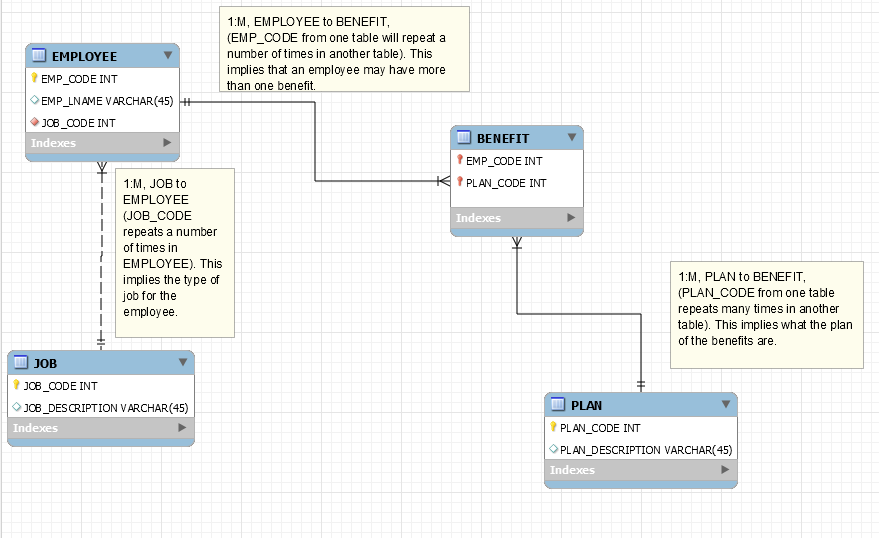 1:M, EMPLOYEE to BENEFIT,
(EMP_CODE from one table will repeat a
number of times in another table). This
implies that an employee may have more
than one benefit.
EMPLOYEE
EMP_CODE INT
EMP_LNAME VARCHAR(45)
JOB_CODE INT
Indexes
BENEFIT
EMP_CODE INT
PLAN_CODE INT
Indexes
1:M, JOB to
EMPLOYEE
(JOB_CODE
repeats a number
of times in
EMPLOYEE). This
implies the type of
job for the
employee.
1:M, PLAN to BENEFIT,
(PLAN_CODE from one table
repeats many times in another
table). This implies what the plan
of the benefits are.
JOB
JOB_CODE INT
JOB_DESCRIPTION VARCHAR(45)
Indexes
PLAN
PLAN_CODE INT
PLAN_DESCRIPTION VARCHAR(45)
Indexes